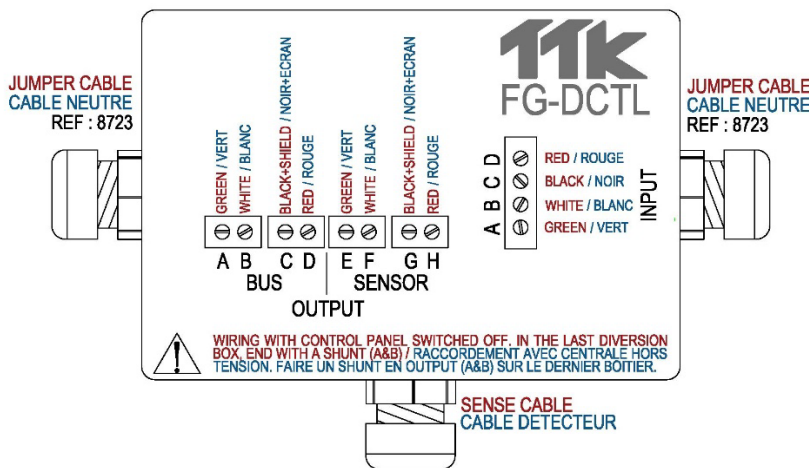 TTK
FG-DCTL
JUMPER CABLE
CABLE NEUTRE
REF : 8723
JUMPER CABLE
CABLE NEUTRE
REF : 8723
GREEN / VERT
WHITE / BLANC
BLACK+SHIELD / NOIR+ECRAN
RED / ROUGE
GREEN / VERT
WHITE / BLANC
BLACK+SHIELD / NOIR+ECRAN
RED / ROUGE
A B C D E F G H
BUS SENSOR
OUTPUT
D RED / ROUGE
C BLACK / NOIR
B WHITE / BLANC
A GREEN / VERT
INPUT
WIRING WITH CONTROL PANEL SWITCHED OFF. IN THE LAST DIVERSION
BOX, END WITH A SHUNT (A&B) / RACCORDEMENT AVEC CENTRALE HORS
TENSION. FAIRE UN SHUNT EN OUTPUT (A&B) SUR LE DERNIER BOITIER.
SENSE CABLE
CABLE DETECTEUR